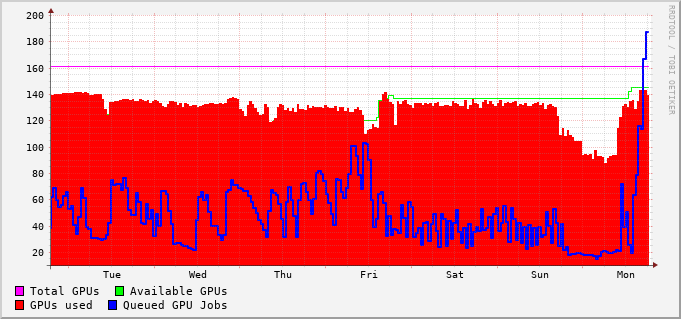 200
180
160
140
120
100
80
60
40
20
Tue Wed Thu Fri Sat Sun Mon
RRDTOOL / TOBI OETIKER
Total GPUs Available GPUs
GPUs used Queued GPU Jobs